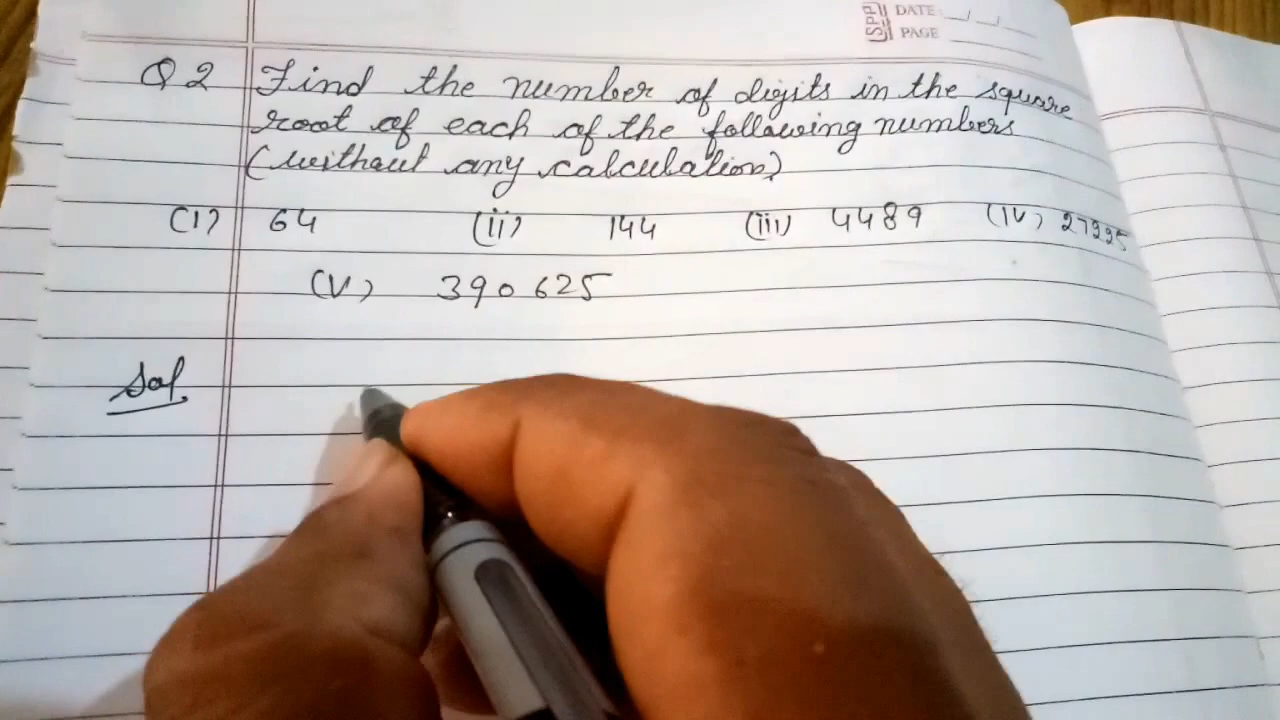 SPP DATE
PAGE
Q2 Find the number of digits in the square
root of each of the following numbers
(without any calculation)
(I) 64 (ii) 144 (iii) 4489 (IV) 27225
(V) 390625
Sol.